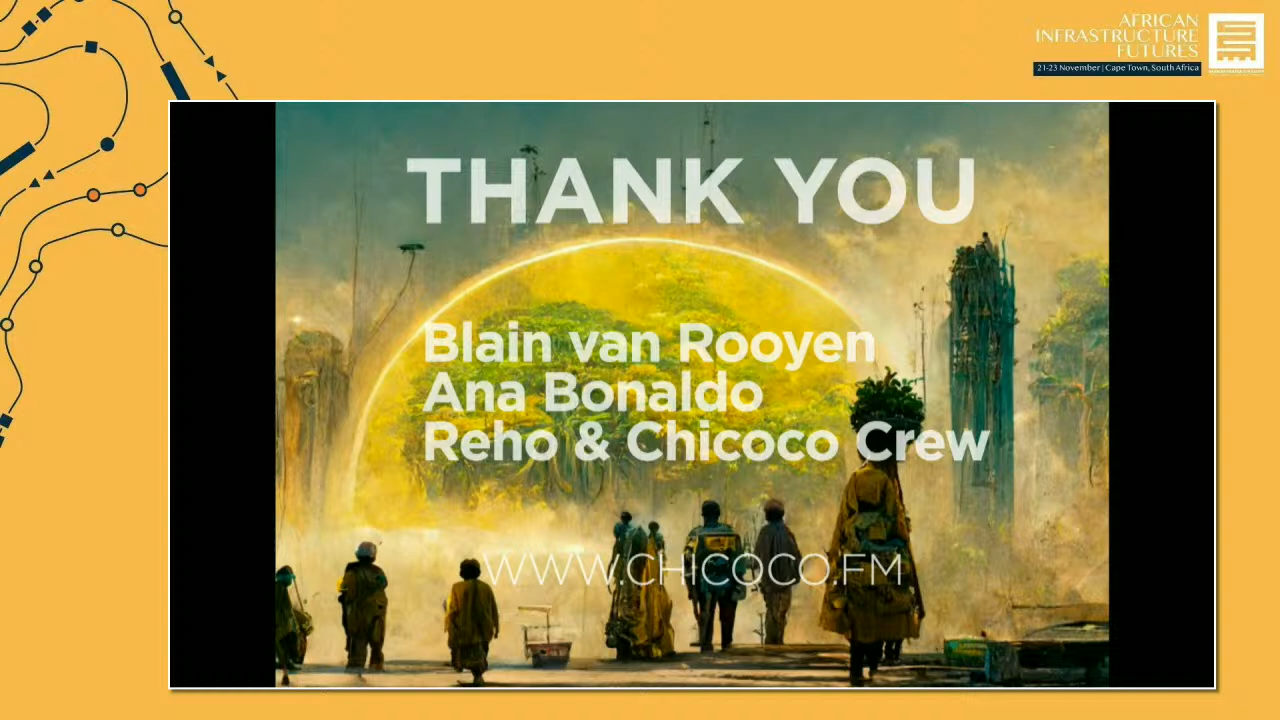 AFRICAN
INFRASTRUCTURE
FUTURES
21-23 November | Cape Town, South Africa
THANK YOU
Blain van Rooyen
Ana Bonaldo
Reho & Chicoco Crew
WWW.CHICOCO.FM